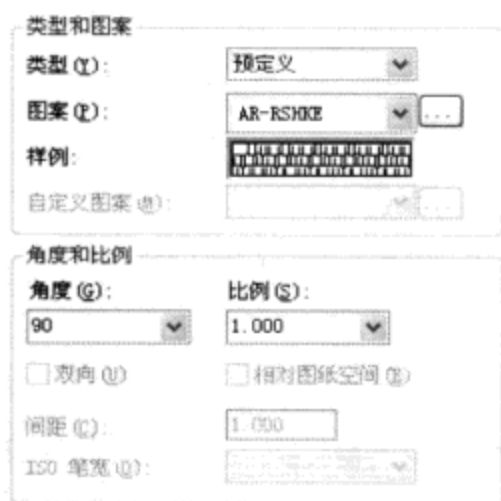 类型和图案
类型(Y): 预定义
图案(P): AR-RSHKE ...
样例:
自定义图案(M): ...
角度和比例
角度(G): 比例(S):
90 1.000
双向(U) 相对图纸空间(E)
间距(C): 1.000
ISO 笔宽(O):